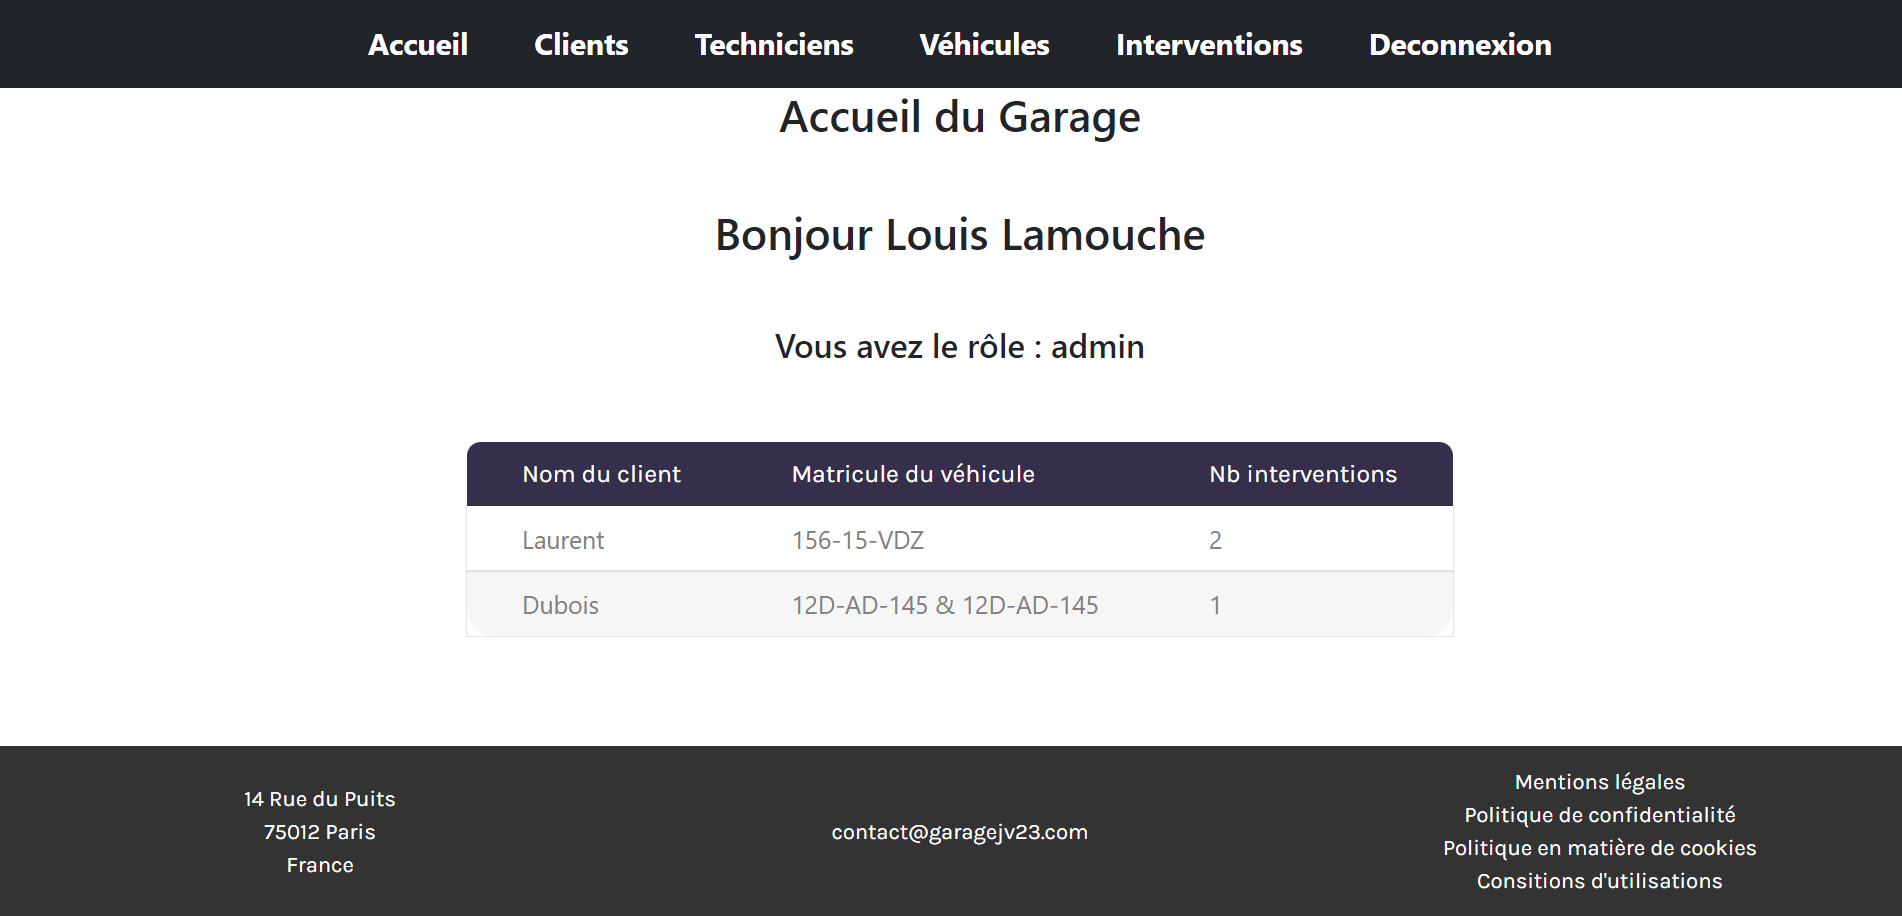 Accueil Clients Techniciens Véhicules Interventions Deconnexion
Accueil du Garage
Bonjour Louis Lamouche
Vous avez le rôle : admin
Nom du client Matricule du véhicule Nb interventions
Laurent 156-15-VDZ 2
Dubois 12D-AD-145 & 12D-AD-145 1
14 Rue du Puits
75012 Paris
France
contact@garagejv23.com
Mentions légales
Politique de confidentialité
Politique en matière de cookies
Consitions d'utilisations